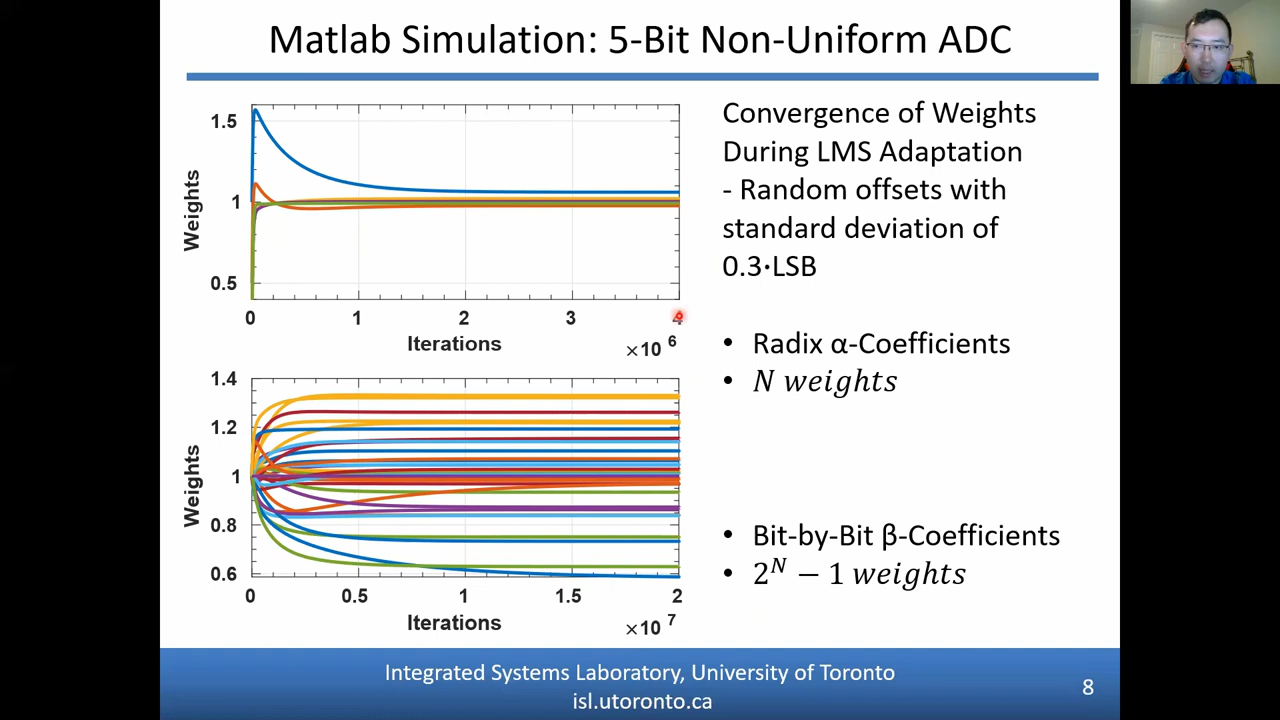 Matlab Simulation: 5-Bit Non-Uniform ADC
Weights
1.5
1
0.5
0 1 2 3 4
Iterations
×10 6
Convergence of Weights
During LMS Adaptation
- Random offsets with
standard deviation of
0.3·LSB
• Radix α-Coefficients
• N weights
Weights
1.4
1.2
1
0.8
0.6
0 0.5 1 1.5 2
Iterations
×10 7
• Bit-by-Bit β-Coefficients
• 2^N − 1 weights
Integrated Systems Laboratory, University of Toronto
isl.utoronto.ca
8